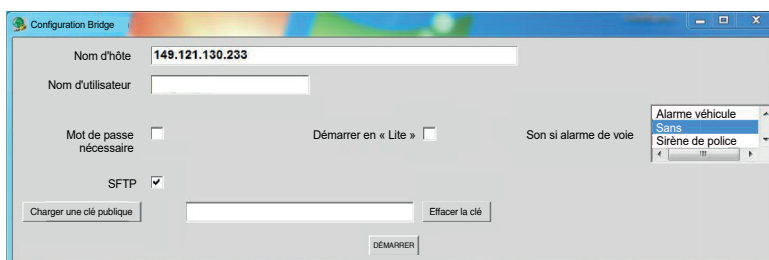 Configuration Bridge
Nom d'hôte 149.121.130.233
Nom d'utilisateur
Mot de passe
nécessaire
Démarrer en « Lite »
Son si alarme de voie
Alarme véhicule
Sans
Sirène de police
SFTP
Charger une clé publique
Effacer la clé
DÉMARRER